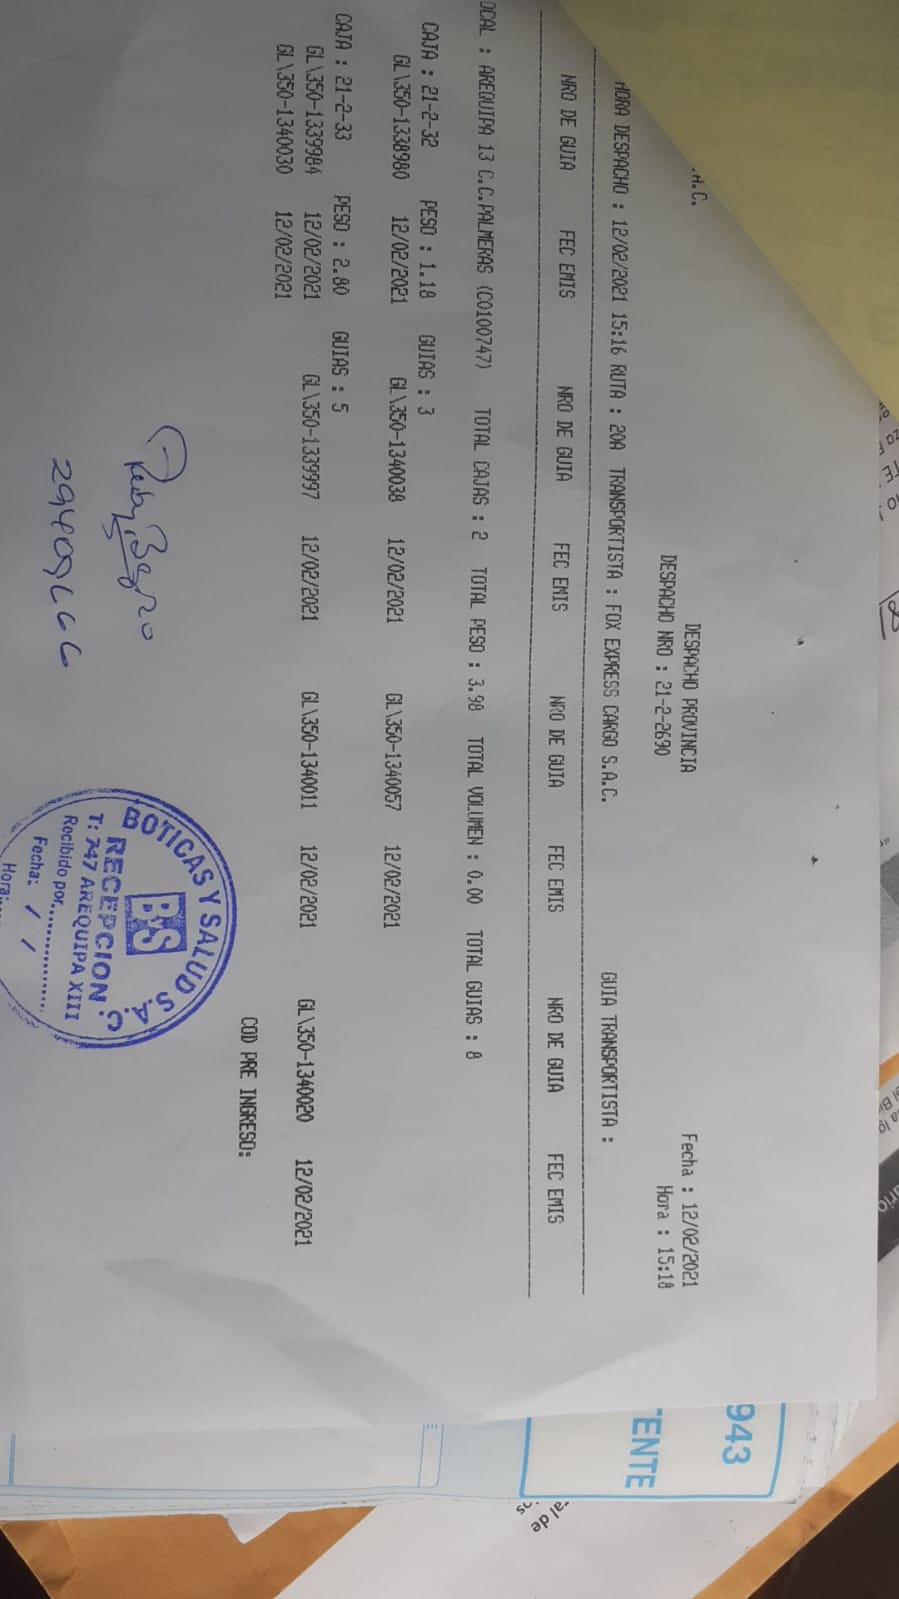 .A.C.
DESPACHO PROVINCIA
Fecha : 12/02/2021
DESPACHO NRO : 21-2-2690
Hora : 15:18
HORA DESPACHO : 12/02/2021 15:16 RUTA : 20A TRANSPORTISTA : FOX EXPRESS CARGO S.A.C. GUIA TRANSPORTISTA :
NRO DE GUIA FEC EMIS NRO DE GUIA FEC EMIS NRO DE GUIA FEC EMIS NRO DE GUIA FEC EMIS
OCAL : AREQUIPA 13 C.C.PALMERAS (C0100747) TOTAL CAJAS : 2 TOTAL PESO : 3.98 TOTAL VOLUMEN : 0.00 TOTAL GUIAS : 8
CAJA : 21-2-32 PESO : 1.18 GUIAS : 3
GL\350-1338980 12/02/2021 GL\350-1340038 12/02/2021 GL\350-1340057 12/02/2021
CAJA : 21-2-33 PESO : 2.80 GUIAS : 5
GL\350-1339984 12/02/2021 GL\350-1339997 12/02/2021 GL\350-1340011 12/02/2021 GL\350-1340020 12/02/2021
GL\350-1340030 12/02/2021
COD PRE INGRESO:
BOTICAS Y SALUD S.A.C.
B&S
RECEPCION
T: 747 AREQUIPA XIII
Recibido por..............
Fecha: / /
Hora:
943
TENTE
al de